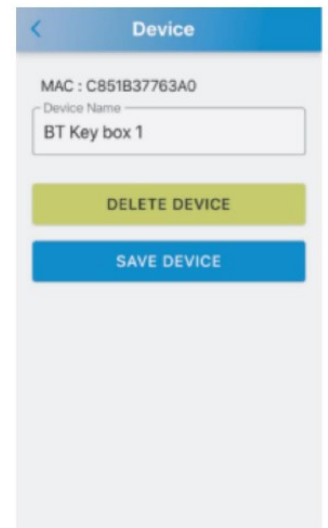 Device
MAC : C851B37763A0
Device Name
BT Key box 1
DELETE DEVICE
SAVE DEVICE